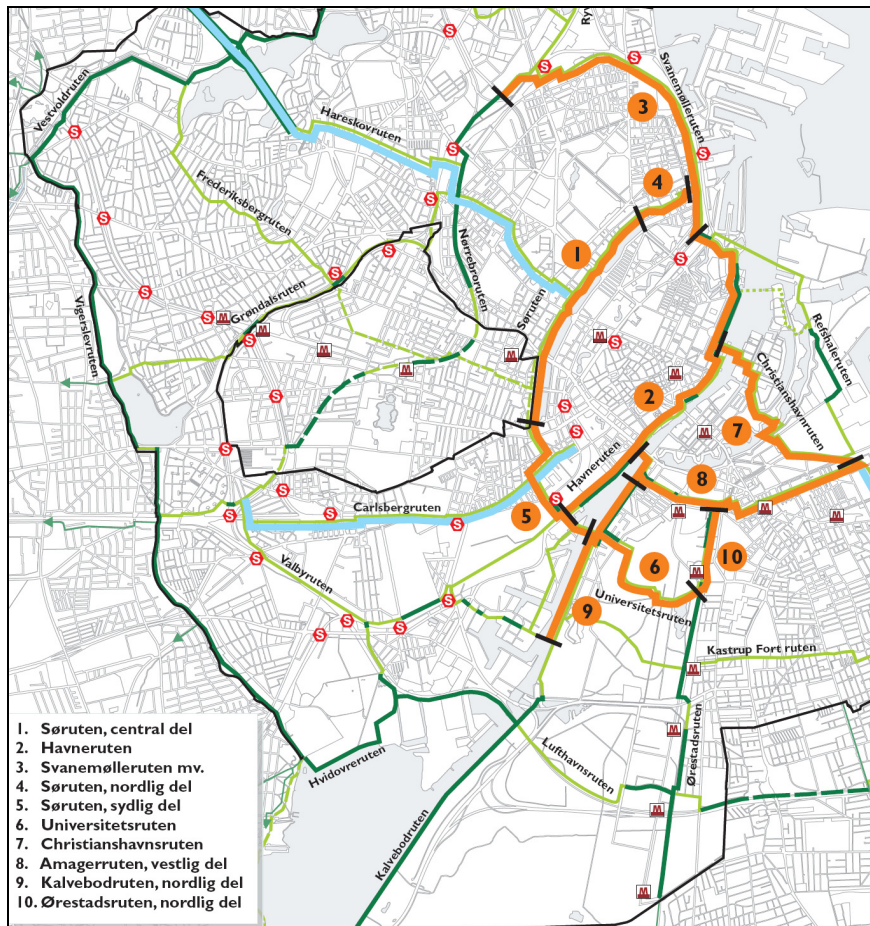 Ry
Svanemølleruten
3
Vestvoldruten
Hareskovruten
Frederiksbergruten
4
Nørrebroruten
1
Søruten
Grøndalsruten
Vigerslevruten
Refshaleruten
Christianshavnruten
2
7
Havneruten
8
Carlsbergruten
5
10
6
Valbyruten
Universitetsruten
9
Kastrup Fort ruten
Ørestadsruten
Lufthavnsruten
Hvidovreruten
Kalvebodruten
1. Søruten, central del
2. Havneruten
3. Svanemølleruten mv.
4. Søruten, nordlig del
5. Søruten, sydlig del
6. Universitetsruten
7. Christianshavnsruten
8. Amagerruten, vestlig del
9. Kalvebodruten, nordlig del
10. Ørestadsruten, nordlig del